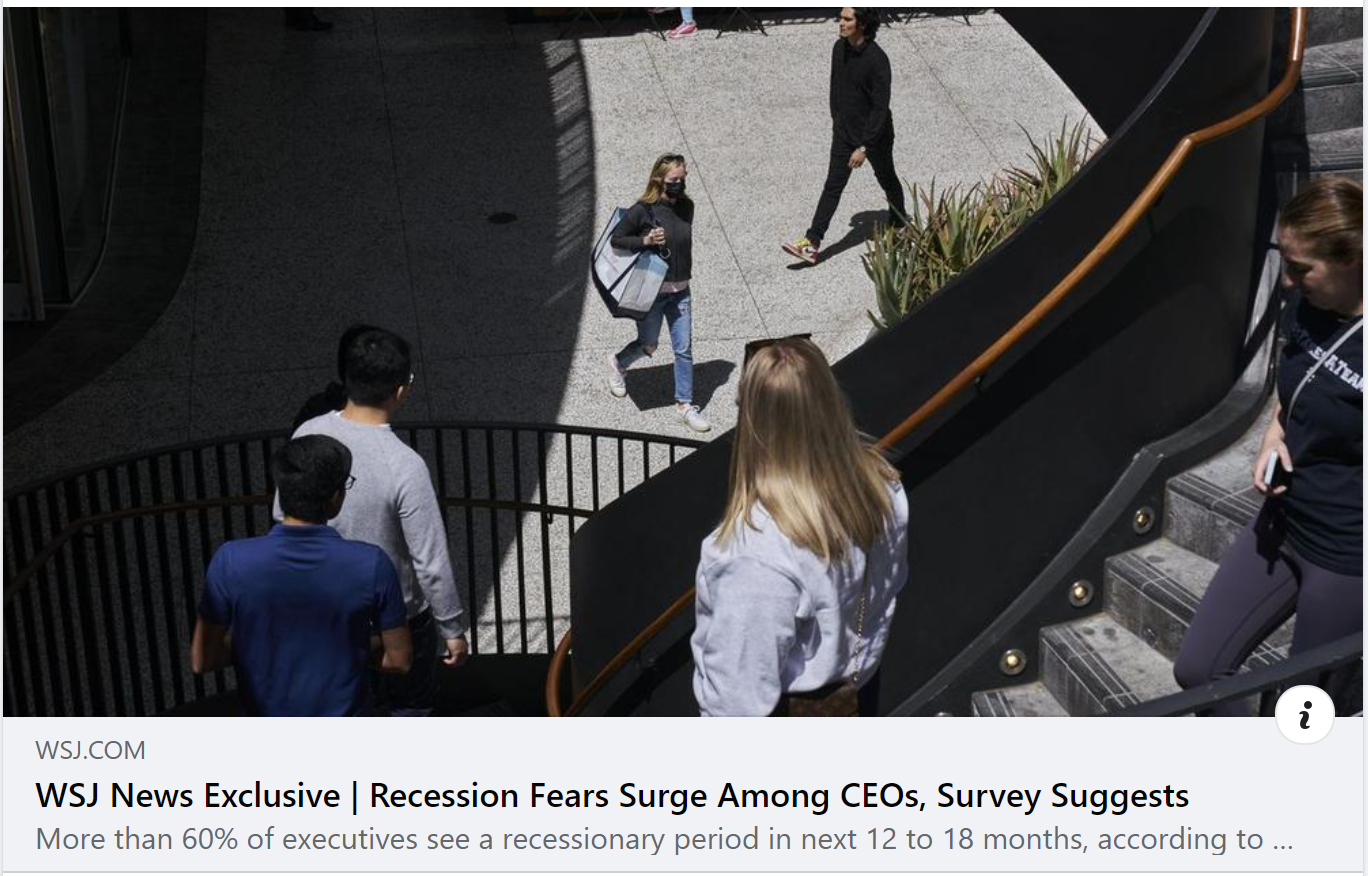 WSJ.COM
WSJ News Exclusive | Recession Fears Surge Among CEOs, Survey Suggests
More than 60% of executives see a recessionary period in next 12 to 18 months, according to ...